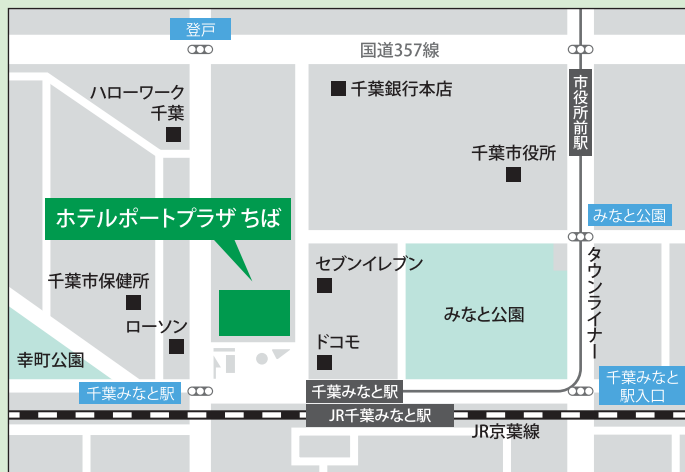 登戸
国道357線
ハローワーク
千葉
千葉銀行本店
市役所前駅
千葉市役所
ホテルポートプラザ ちば
みなと公園
タウンライナー
セブンイレブン
千葉市保健所
みなと公園
ローソン
ドコモ
幸町公園
千葉みなと駅
千葉みなと駅
千葉みなと
駅入口
JR千葉みなと駅
JR京葉線